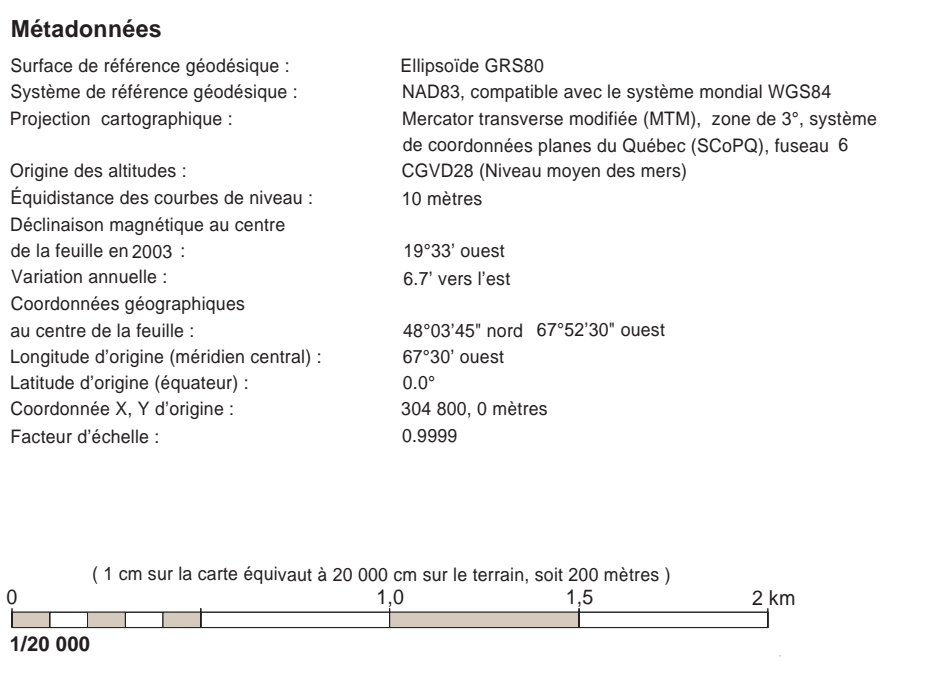 Métadonnées
Surface de référence géodésique : Ellipsoïde GRS80
Système de référence géodésique : NAD83, compatible avec le système mondial WGS84
Projection cartographique : Mercator transverse modifiée (MTM), zone de 3°, système
de coordonnées planes du Québec (SCoPQ), fuseau 6
Origine des altitudes : CGVD28 (Niveau moyen des mers)
Équidistance des courbes de niveau : 10 mètres
Déclinaison magnétique au centre
de la feuille en 2003 : 19°33’ ouest
Variation annuelle : 6.7’ vers l’est
Coordonnées géographiques
au centre de la feuille : 48°03’45" nord 67°52’30" ouest
Longitude d’origine (méridien central) : 67°30’ ouest
Latitude d’origine (équateur) : 0.0°
Coordonnée X, Y d’origine : 304 800, 0 mètres
Facteur d’échelle : 0.9999
( 1 cm sur la carte équivaut à 20 000 cm sur le terrain, soit 200 mètres )
0 1,0 1,5 2 km
1/20 000